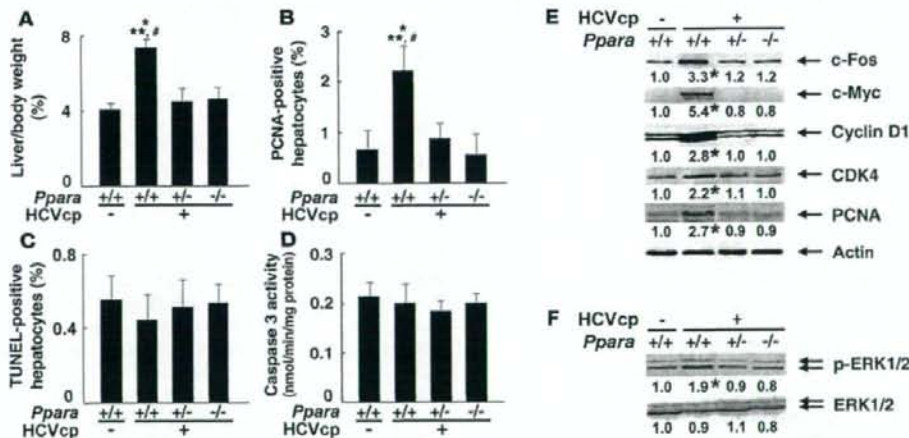 A
Liver/body weight
(%)
8
4
0
*
**, #
Ppara +/+ +/+ +/- -/-
HCVcp - +
B
PCNA-positive
hepatocytes (%)
3
2
1
0
*
**, #
Ppara +/+ +/+ +/- -/-
HCVcp - +
C
TUNEL-positive
hepatocytes (%)
0.8
0.4
0
Ppara +/+ +/+ +/- -/-
HCVcp - +
D
Caspase 3 activity
(nmol/min/mg protein)
0.3
0.2
0.1
0
Ppara +/+ +/+ +/- -/-
HCVcp - +
E
HCVcp - +
Ppara +/+ +/+ +/- -/-
c-Fos
1.0 3.3* 1.2 1.2
c-Myc
1.0 5.4* 0.8 0.8
Cyclin D1
1.0 2.8* 1.0 1.0
CDK4
1.0 2.2* 1.1 1.0
PCNA
1.0 2.7* 0.9 0.9
Actin
F
HCVcp - +
Ppara +/+ +/+ +/- -/-
p-ERK1/2
1.0 1.9* 0.9 0.8
ERK1/2
1.0 0.9 1.1 0.8